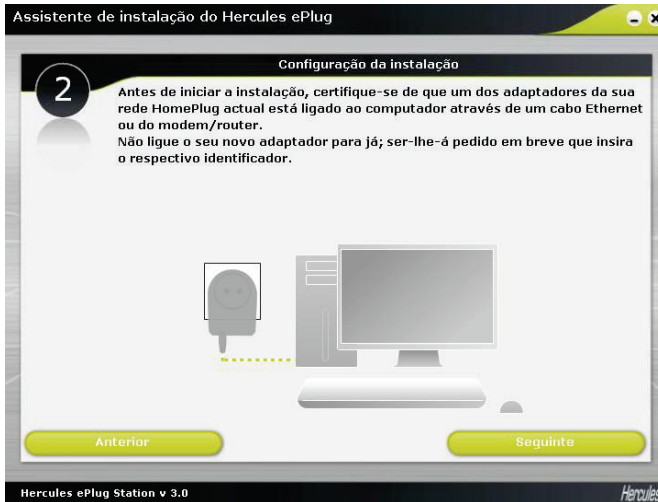 Assistente de instalação do Hercules ePlug
Configuração da instalação
2
Antes de iniciar a instalação, certifique-se de que um dos adaptadores da sua
rede HomePlug actual está ligado ao computador através de um cabo Ethernet
ou do modem/router.
Não ligue o seu novo adaptador para já; ser-lhe-á pedido em breve que insira
o respectivo identificador.
Anterior
Seguinte
Hercules ePlug Station v 3.0
Hercules